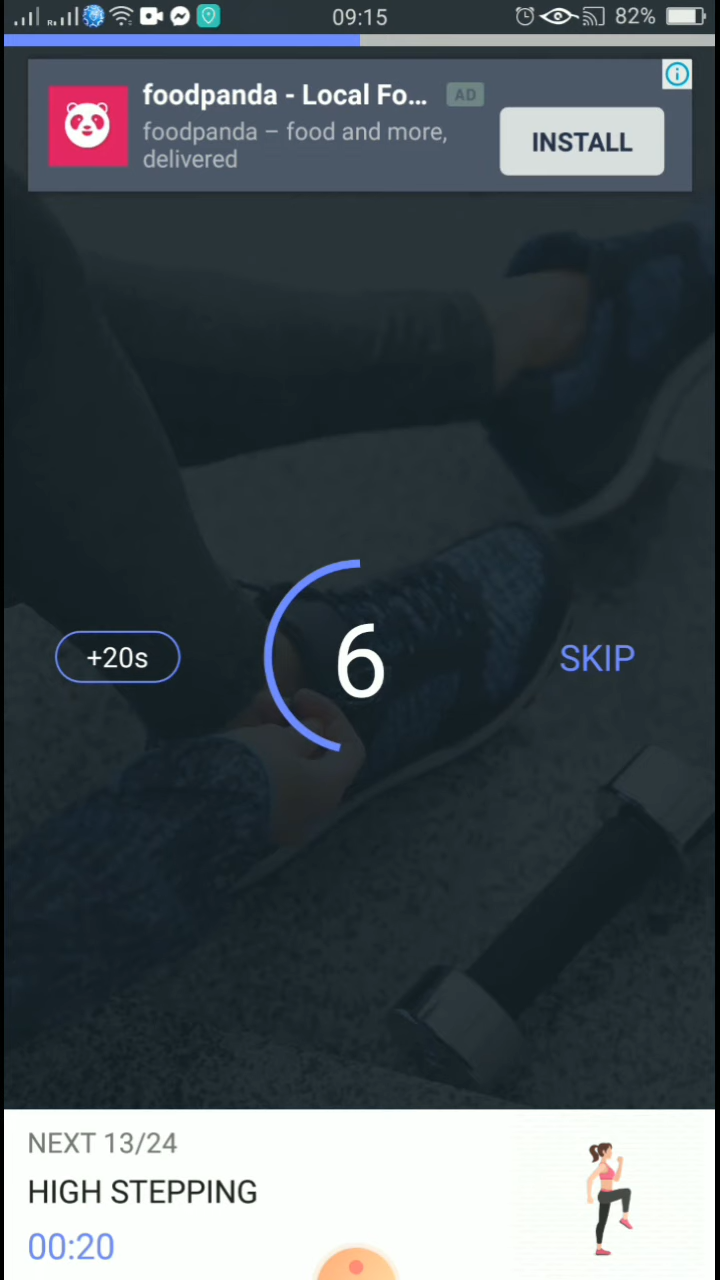 09:15
82%
foodpanda - Local Fo...
AD
foodpanda – food and more,
delivered
INSTALL
+20s
6
SKIP
NEXT 13/24
HIGH STEPPING
00:20